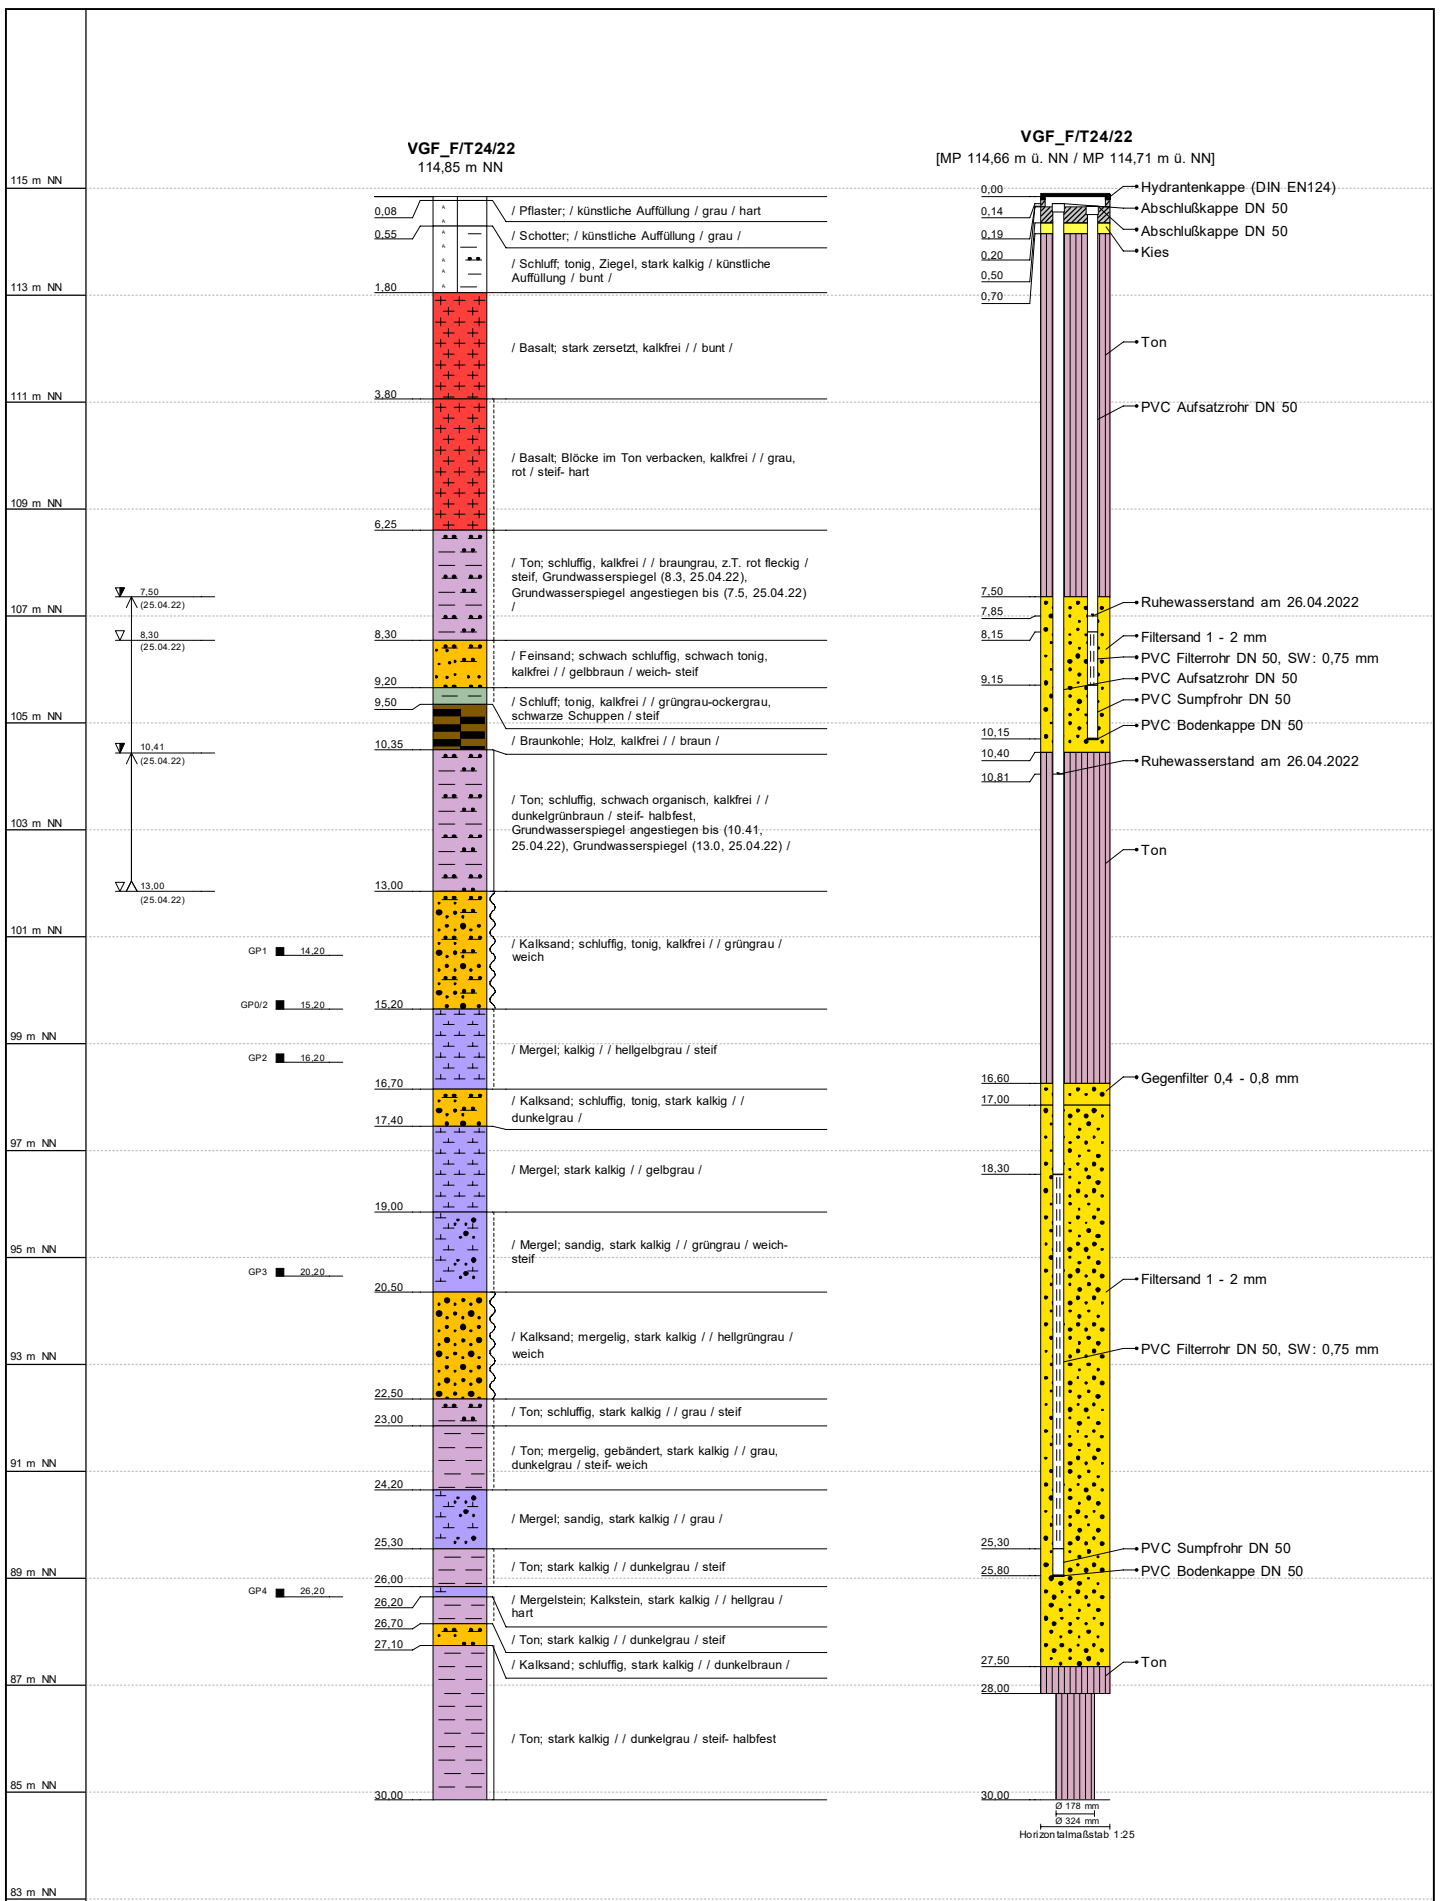 VGF_F/T24/22
114,85 m NN
VGF_F/T24/22
[MP 114,66 m ü. NN / MP 114,71 m ü. NN]
115 m NN
113 m NN
111 m NN
109 m NN
107 m NN
105 m NN
103 m NN
101 m NN
99 m NN
97 m NN
95 m NN
93 m NN
91 m NN
89 m NN
87 m NN
85 m NN
83 m NN
7,50
(25.04.22)
8,30
(25.04.22)
10,41
(25.04.22)
13,00
(25.04.22)
GP1 14,20
GP0/2 15,20
GP2 16,20
GP3 20,20
GP4 26,20
0,08
0,55
1,80
3,80
6,25
8,30
9,20
9,50
10,35
13,00
15,20
16,70
17,40
19,00
20,50
22,50
23,00
24,20
25,30
26,00
26,20
26,70
27,10
30,00
/ Pflaster; / künstliche Auffüllung / grau / hart
/ Schotter; / künstliche Auffüllung / grau /
/ Schluff; tonig, Ziegel, stark kalkig / künstliche
Auffüllung / bunt /
/ Basalt; stark zersetzt, kalkfrei / / bunt /
/ Basalt; Blöcke im Ton verbacken, kalkfrei / / grau,
rot / steif- hart
/ Ton; schluffig, kalkfrei / / braungrau, z.T. rot fleckig /
steif, Grundwasserspiegel (8.3, 25.04.22),
Grundwasserspiegel angestiegen bis (7.5, 25.04.22)
/
/ Feinsand; schwach schluffig, schwach tonig,
kalkfrei / / gelbbraun / weich- steif
/ Schluff; tonig, kalkfrei / / grüngrau-ockergrau,
schwarze Schuppen / steif
/ Braunkohle; Holz, kalkfrei / / braun /
/ Ton; schluffig, schwach organisch, kalkfrei / /
dunkelgrünbraun / steif- halbfest,
Grundwasserspiegel angestiegen bis (10.41,
25.04.22), Grundwasserspiegel (13.0, 25.04.22) /
/ Kalksand; schluffig, tonig, kalkfrei / / grüngrau /
weich
/ Mergel; kalkig / / hellgelbgrau / steif
/ Kalksand; schluffig, tonig, stark kalkig / /
dunkelgrau /
/ Mergel; stark kalkig / / gelbgrau /
/ Mergel; sandig, stark kalkig / / grüngrau / weich-
steif
/ Kalksand; mergelig, stark kalkig / / hellgrüngrau /
weich
/ Ton; schluffig, stark kalkig / / grau / steif
/ Ton; mergelig, gebändert, stark kalkig / / grau,
dunkelgrau / steif- weich
/ Mergel; sandig, stark kalkig / / grau /
/ Ton; stark kalkig / / dunkelgrau / steif
/ Mergelstein; Kalkstein, stark kalkig / / hellgrau /
hart
/ Ton; stark kalkig / / dunkelgrau / steif
/ Kalksand; schluffig, stark kalkig / / dunkelbraun /
/ Ton; stark kalkig / / dunkelgrau / steif- halbfest
0,00
0,14
0,19
0,20
0,50
0,70
7,50
7,85
8,15
9,15
10,15
10,40
10,81
16,60
17,00
18,30
25,30
25,80
27,50
28,00
30,00
Hydrantenkappe (DIN EN124)
Abschlußkappe DN 50
Abschlußkappe DN 50
Kies
Ton
PVC Aufsatzrohr DN 50
Ruhewasserstand am 26.04.2022
Filtersand 1 - 2 mm
PVC Filterrohr DN 50, SW: 0,75 mm
PVC Aufsatzrohr DN 50
PVC Sumpfrohr DN 50
PVC Bodenkappe DN 50
Ruhewasserstand am 26.04.2022
Ton
Gegenfilter 0,4 - 0,8 mm
Filtersand 1 - 2 mm
PVC Filterrohr DN 50, SW: 0,75 mm
PVC Sumpfrohr DN 50
PVC Bodenkappe DN 50
Ton
Ø 178 mm
Ø 324 mm
Horizontalmaßstab 1:25